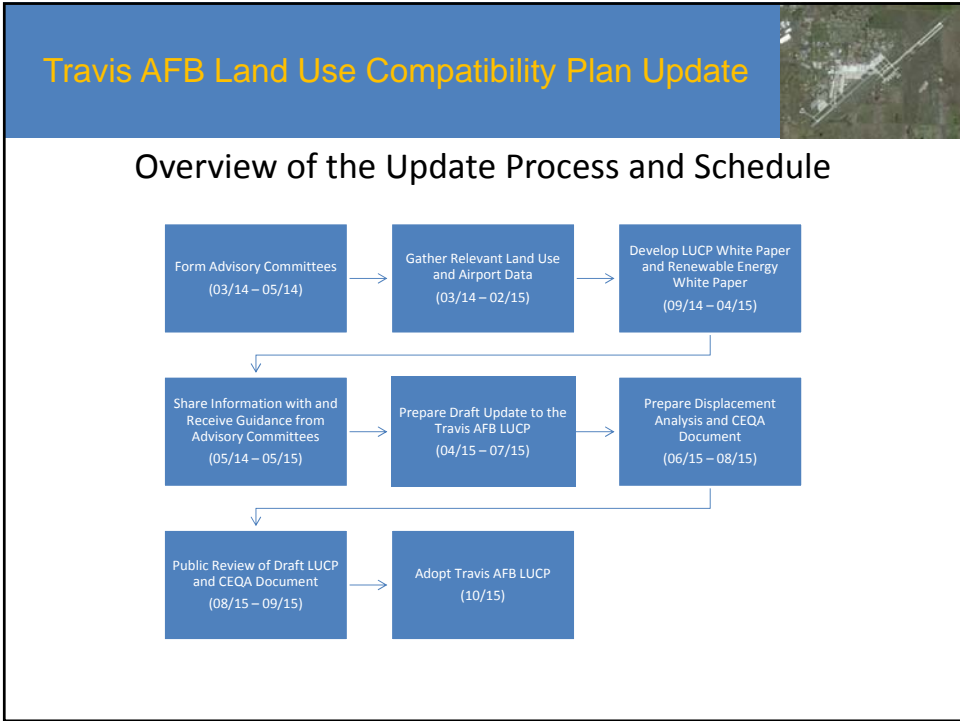 Travis AFB Land Use Compatibility Plan Update
Overview of the Update Process and Schedule
Form Advisory Committees
(03/14 – 05/14)
Gather Relevant Land Use
and Airport Data
(03/14 – 02/15)
Develop LUCP White Paper
and Renewable Energy
White Paper
(09/14 – 04/15)
Share Information with and
Receive Guidance from
Advisory Committees
(05/14 – 05/15)
Prepare Draft Update to the
Travis AFB LUCP
(04/15 – 07/15)
Prepare Displacement
Analysis and CEQA
Document
(06/15 – 08/15)
Public Review of Draft LUCP
and CEQA Document
(08/15 – 09/15)
Adopt Travis AFB LUCP
(10/15)